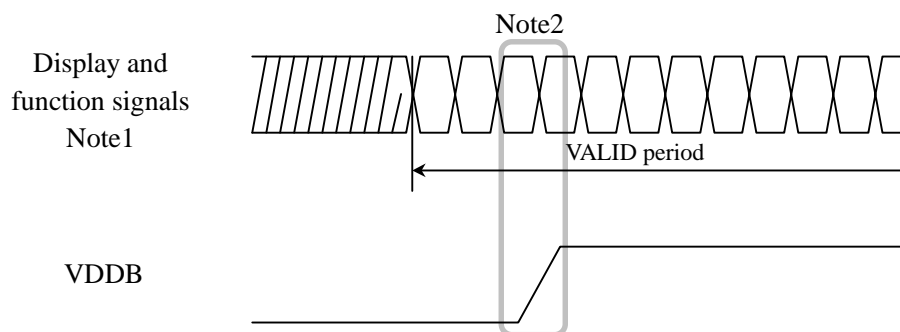 Note2
Display and
function signals
Note1
VALID period
VDDB